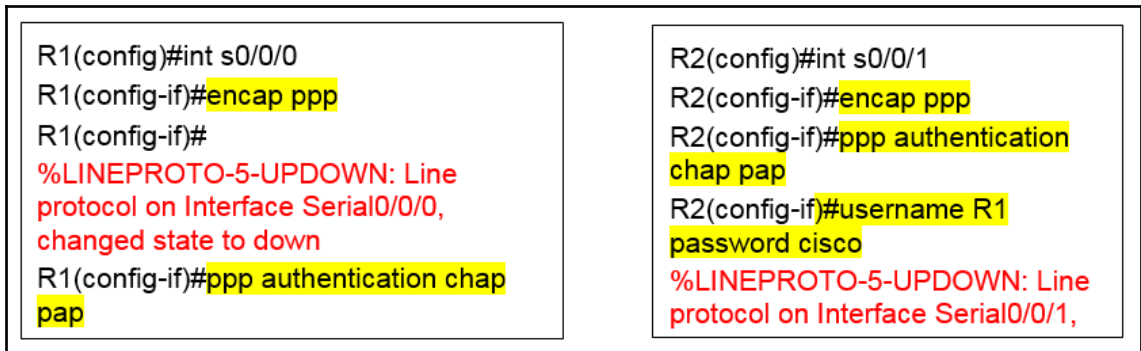 R1(config)#int s0/0/0
R1(config-if)#encap ppp
R1(config-if)#
%LINEPROTO-5-UPDOWN: Line
protocol on Interface Serial0/0/0,
changed state to down
R1(config-if)#ppp authentication chap
pap
R2(config)#int s0/0/1
R2(config-if)#encap ppp
R2(config-if)#ppp authentication
chap pap
R2(config-if)#username R1
password cisco
%LINEPROTO-5-UPDOWN: Line
protocol on Interface Serial0/0/1,